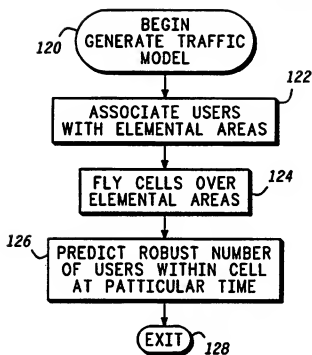 120
BEGIN
GENERATE TRAFFIC
MODEL
122
ASSOCIATE USERS
WITH ELEMENTAL AREAS
124
FLY CELLS OVER
ELEMENTAL AREAS
126
PREDICT ROBUST NUMBER
OF USERS WITHIN CELL
AT PATTICULAR TIME
EXIT
128